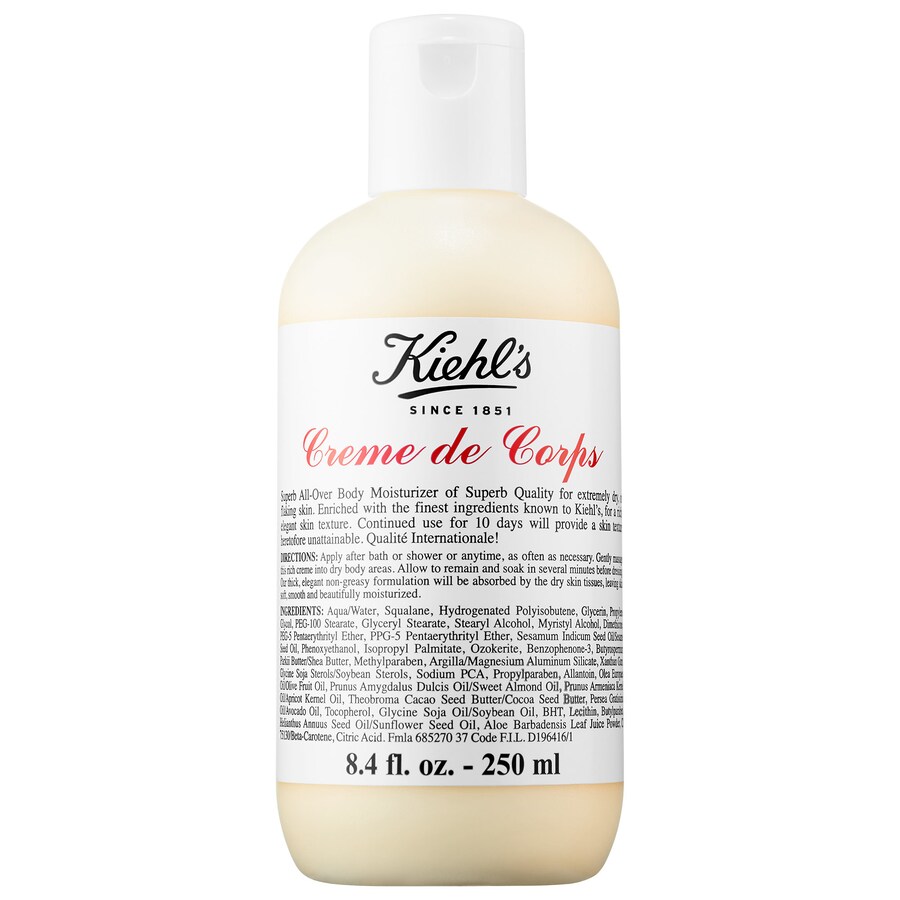 Kiehl's
SINCE 1851
Creme de Corps
Superb All-Over Body Moisturizer of Superb Quality for extremely dry,
flaking skin. Enriched with the finest ingredients known to Kiehl's, for a rich
elegant skin texture. Continued use for 10 days will provide a skin texture
heretofore unattainable. Qualité Internationale!
DIRECTIONS: Apply after bath or shower or anytime, as often as necessary. Gently massage
this rich creme into dry body areas. Allow to remain and soak in several minutes before dressing.
Our thick, elegant non-greasy formulation will be absorbed by the dry skin tissues, leaving
soft, smooth and beautifully moisturized.
INGREDIENTS: Aqua/Water, Squalane, Hydrogenated Polyisobutene, Glycerin, Propylene
Glycol, PEG-100 Stearate, Glyceryl Stearate, Stearyl Alcohol, Myristyl Alcohol,
PEG-5 Pentaerythrityl Ether, PPG-5 Pentaerythrityl Ether, Sesamum Indicum Seed Oil/Sesame
Seed Oil, Phenoxyethanol, Isopropyl Palmitate, Ozokerite, Benzophenone-3,
Parkii Butter/Shea Butter, Methylparaben, Argilla/Magnesium Aluminum Silicate, Xanthan
Glycine Soja Sterols/Soybean Sterols, Sodium PCA, Propylparaben, Allantoin, Olea
Oil/Olive Fruit Oil, Prunus Amygdalus Dulcis Oil/Sweet Almond Oil, Prunus Armeniaca
Oil/Apricot Kernel Oil, Theobroma Cacao Seed Butter/Cocoa Seed Butter, Persea
Oil/Avocado Oil, Tocopherol, Glycine Soja Oil/Soybean Oil, BHT, Lecithin,
Helianthus Annuus Seed Oil/Sunflower Seed Oil, Aloe Barbadensis Leaf Juice Powder,
75130/Beta-Carotene, Citric Acid. Fmla 685270 37 Code F.I.L. D196416/1
8.4 fl. oz. - 250 ml